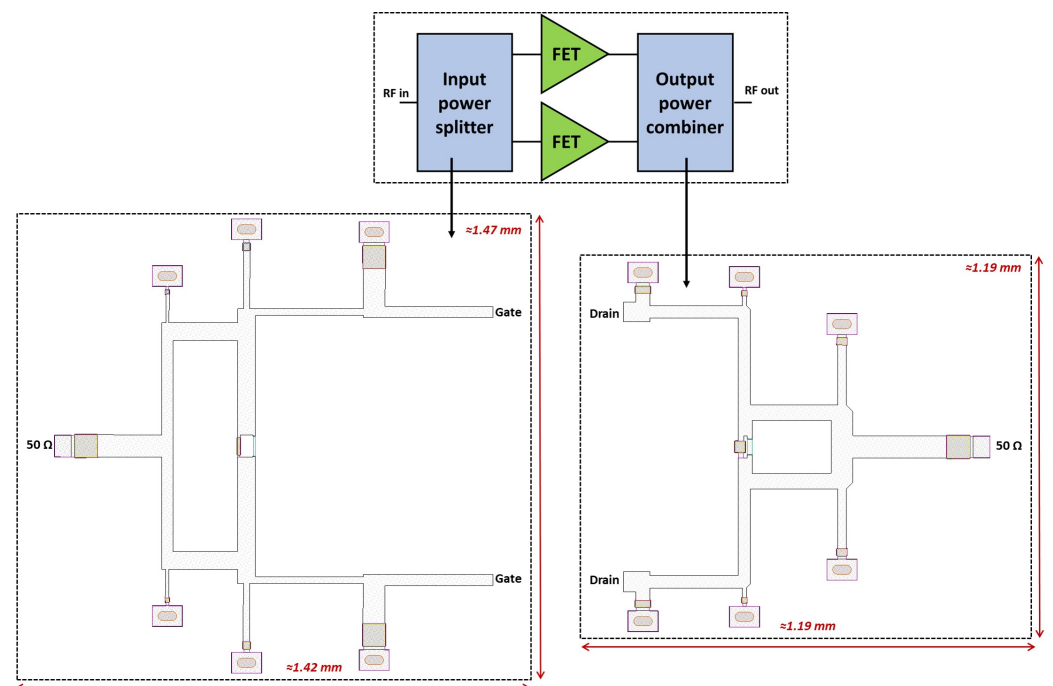 RF in
Input
power
splitter
FET
FET
Output
power
combiner
RF out
≈1.47 mm
Gate
50 Ω
Gate
≈1.42 mm
≈1.19 mm
Drain
50 Ω
Drain
≈1.19 mm